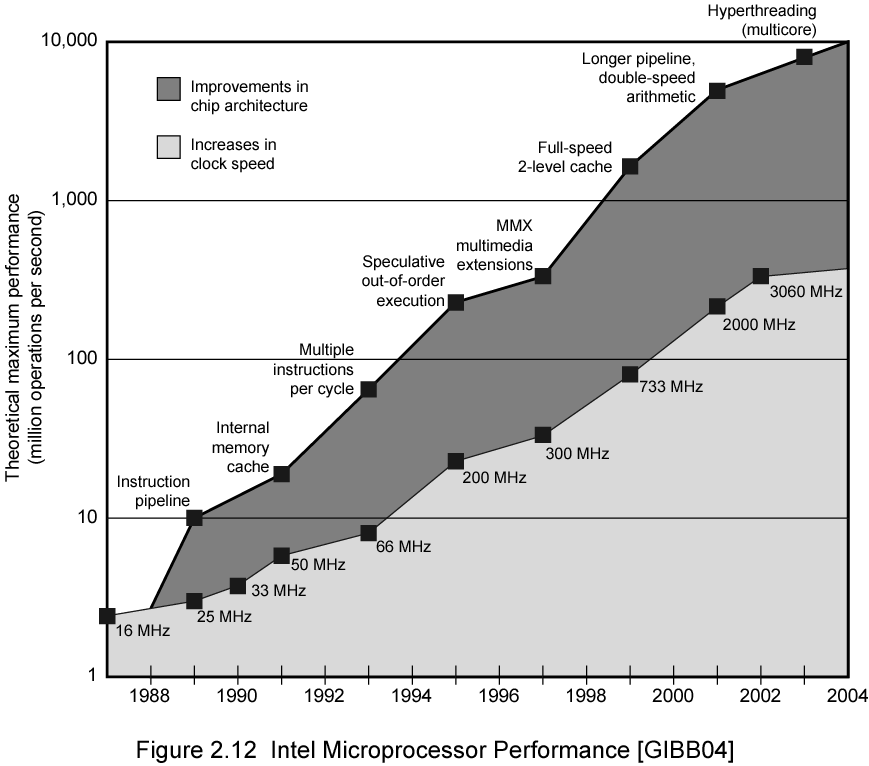 Hyperthreading
(multicore)
10,000
Longer pipeline,
double-speed
arithmetic
Improvements in
chip architecture
Increases in
clock speed
Full-speed
2-level cache
1,000
MMX
multimedia
extensions
Speculative
out-of-order
execution
3060 MHz
2000 MHz
100
Multiple
instructions
per cycle
733 MHz
Internal
memory
cache
300 MHz
200 MHz
Instruction
pipeline
10
66 MHz
50 MHz
33 MHz
25 MHz
16 MHz
1
Theoretical maximum performance
(million operations per second)
1988 1990 1992 1994 1996 1998 2000 2002 2004
Figure 2.12 Intel Microprocessor Performance [GIBB04]